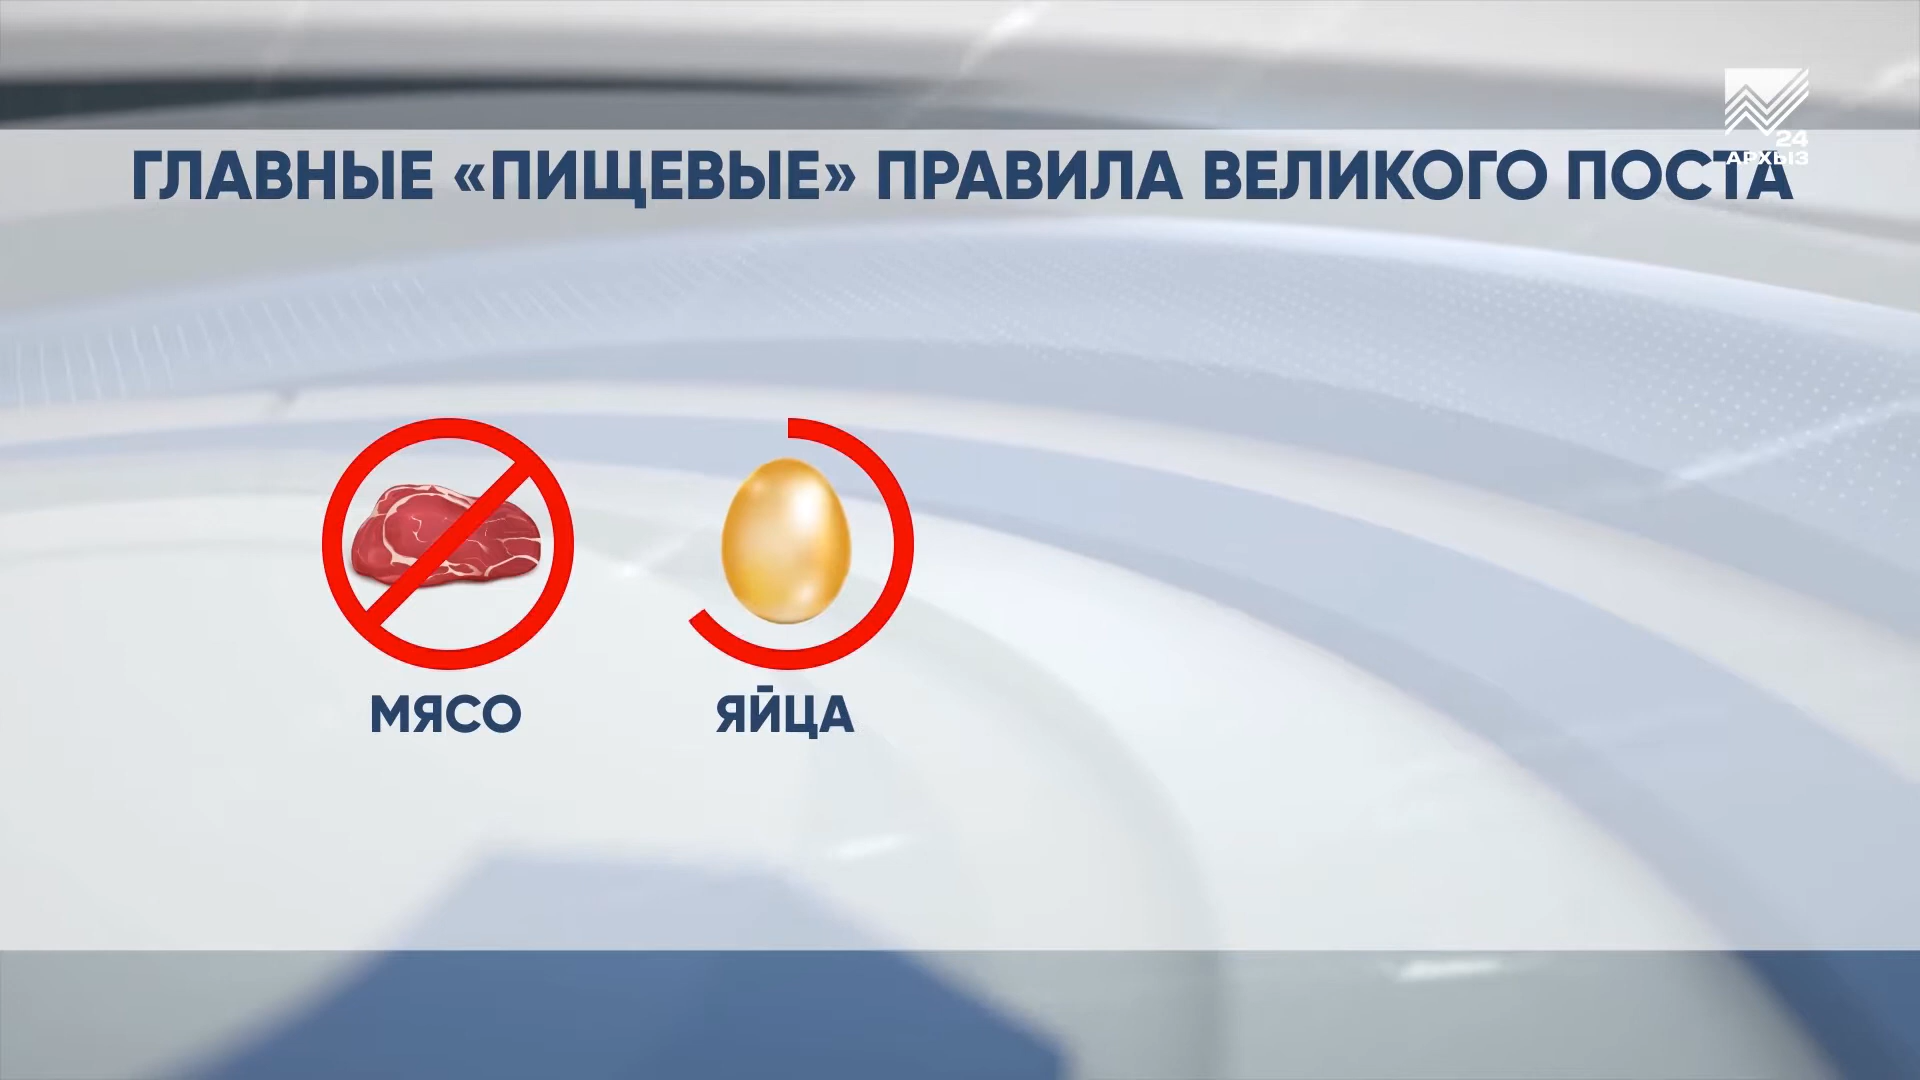 24
АРХЫЗ
ГЛАВНЫЕ «ПИЩЕВЫЕ» ПРАВИЛА ВЕЛИКОГО ПОСТА
МЯСО
ЯЙЦА